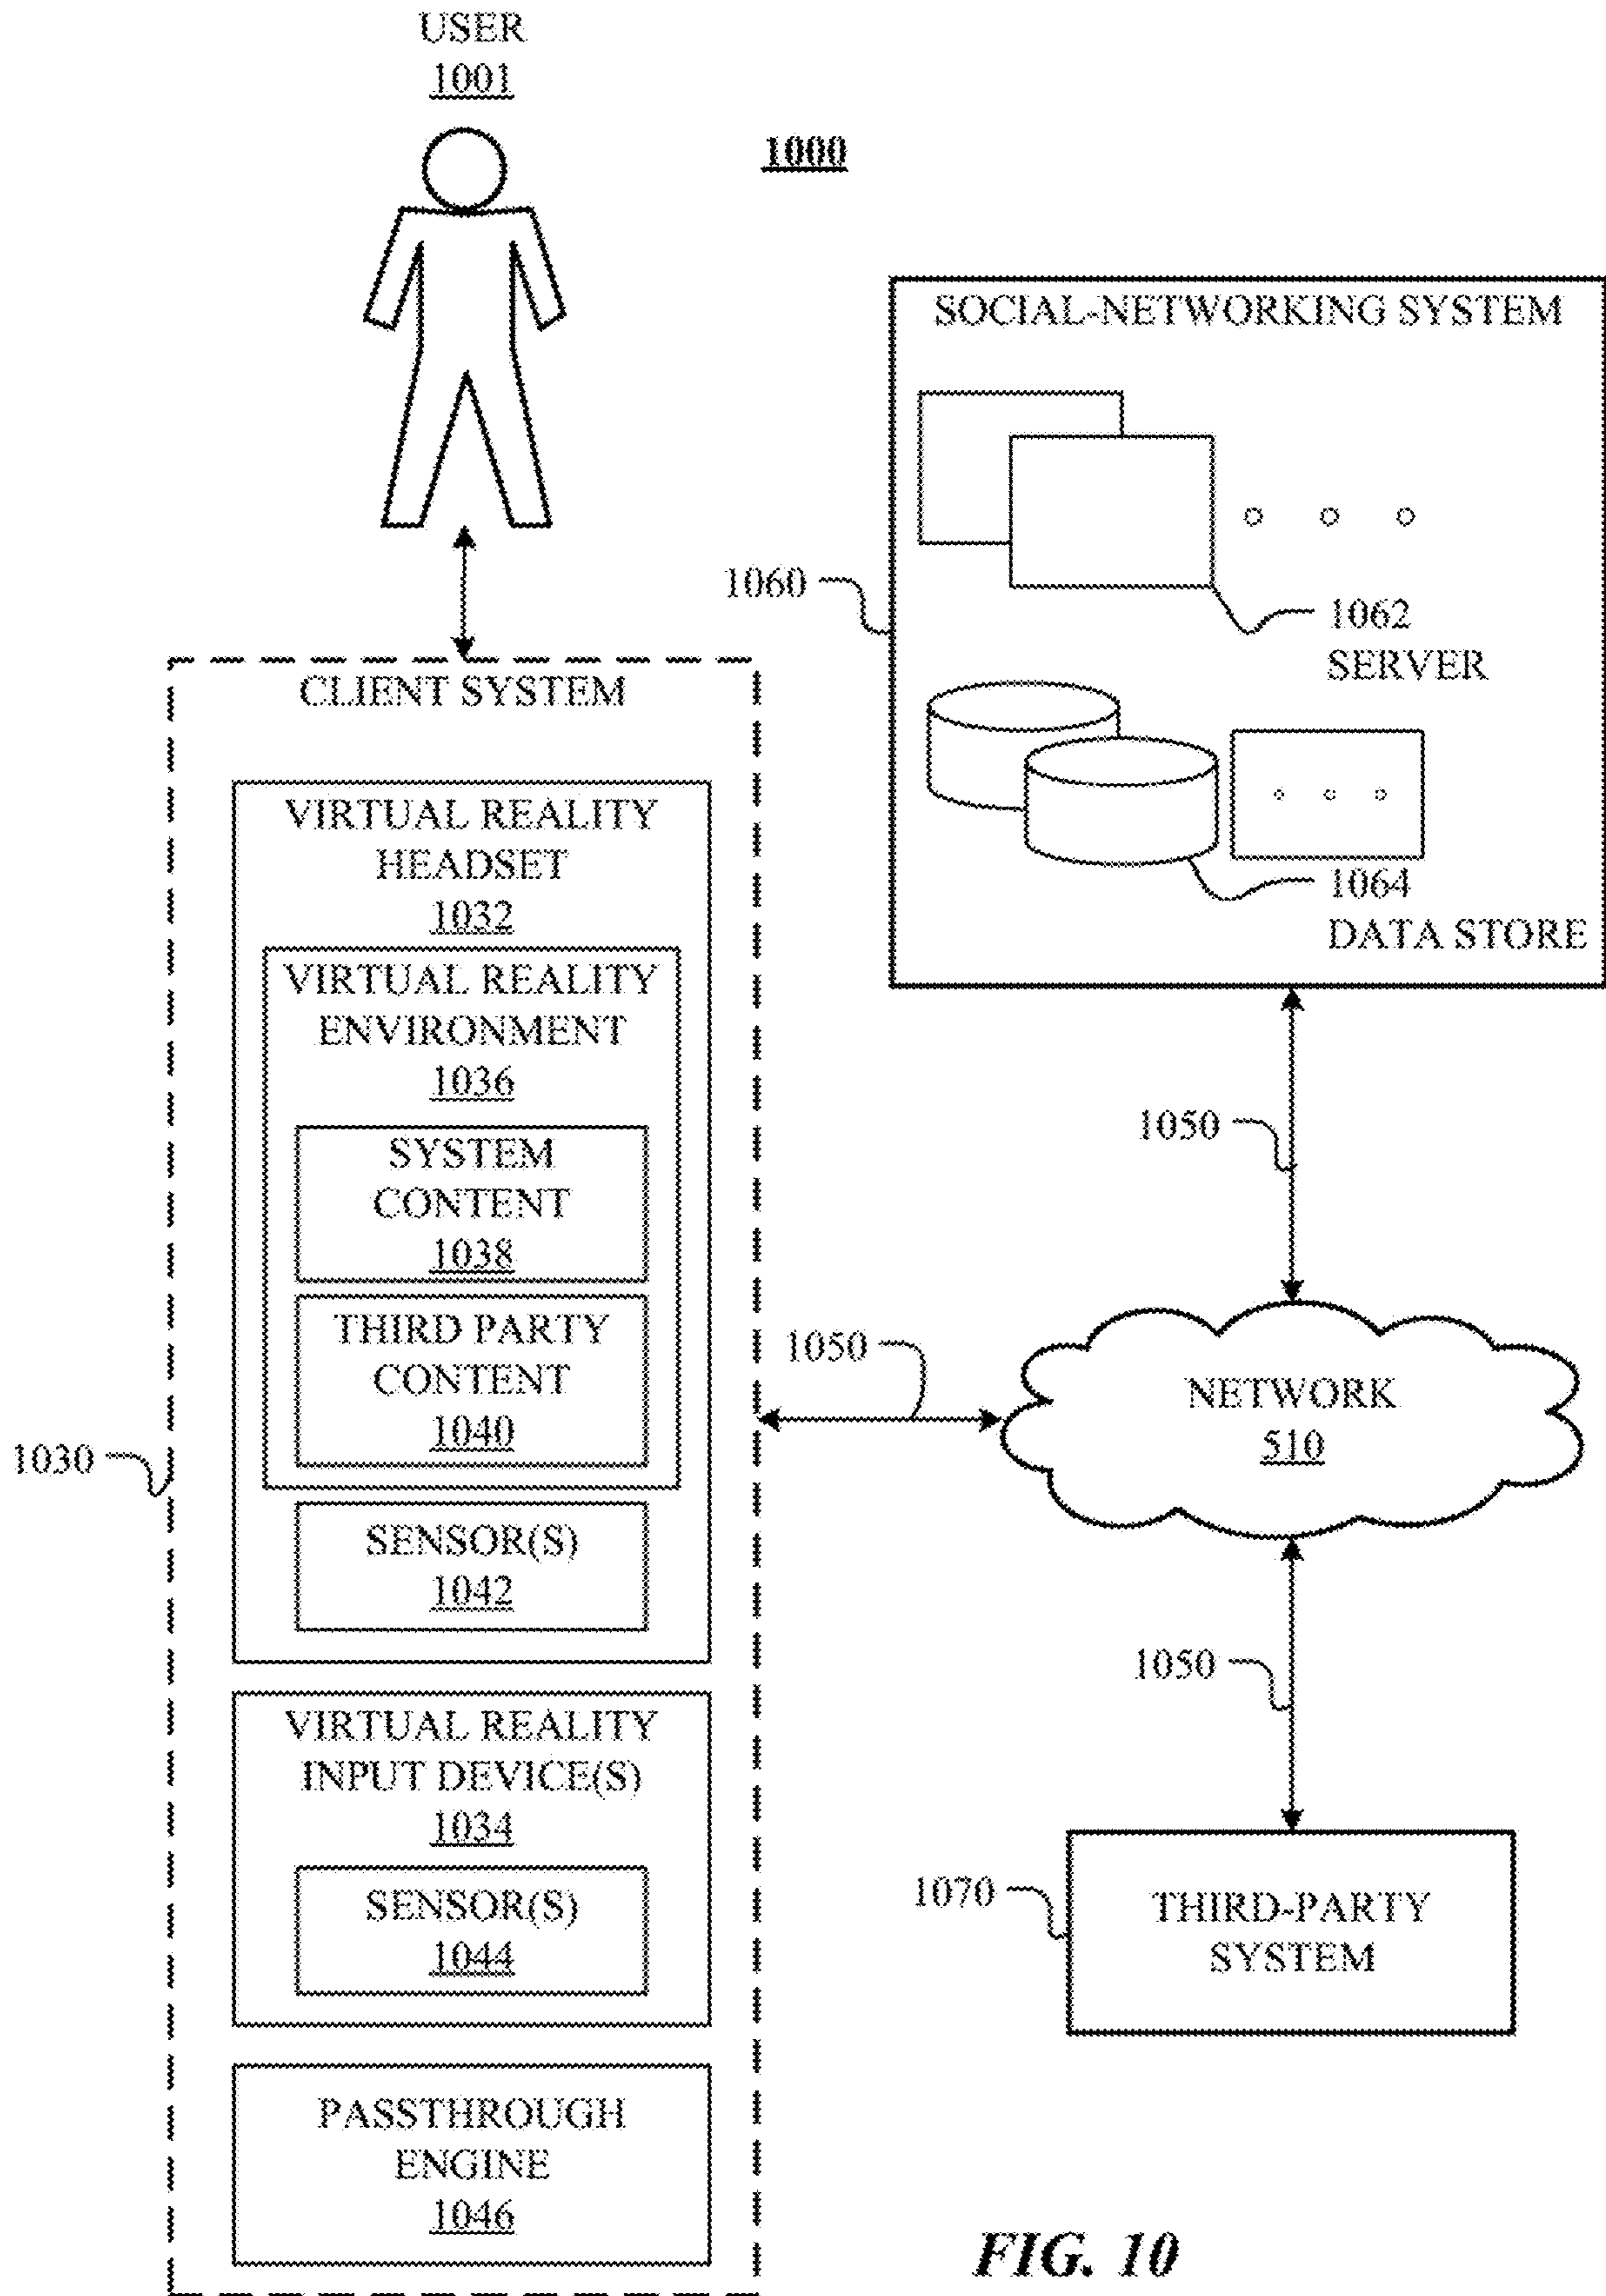 USER
1001
1000
SOCIAL-NETWORKING SYSTEM
1060
1062
SERVER
1064
DATA STORE
CLIENT SYSTEM
VIRTUAL REALITY
HEADSET
1032
VIRTUAL REALITY
ENVIRONMENT
1036
SYSTEM
CONTENT
1038
THIRD PARTY
CONTENT
1040
SENSOR(S)
1042
1030
VIRTUAL REALITY
INPUT DEVICE(S)
1034
SENSOR(S)
1044
PASSTHROUGH
ENGINE
1046
1050
1050
NETWORK
510
1050
1070
THIRD-PARTY
SYSTEM
FIG. 10